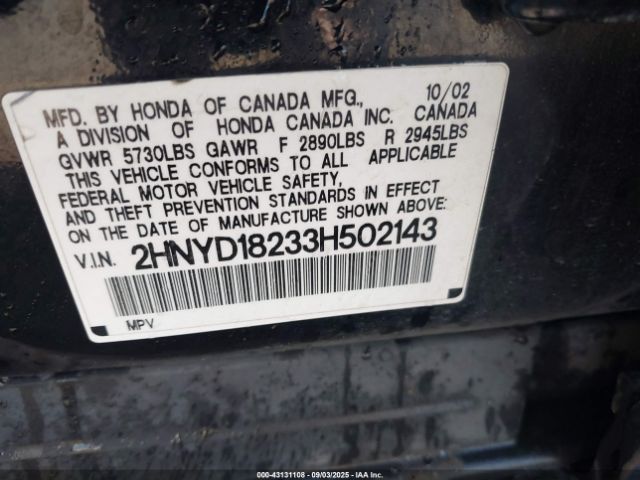 MFD. BY HONDA OF CANADA MFG., 10/02
A DIVISION OF HONDA CANADA INC. CANADA
GVWR 5730LBS GAWR F 2890LBS R 2945LBS
THIS VEHICLE CONFORMS TO ALL APPLICABLE
FEDERAL MOTOR VEHICLE SAFETY,
AND THEFT PREVENTION STANDARDS IN EFFECT
ON THE DATE OF MANUFACTURE SHOWN ABOVE:
V.I.N. 2HNYD18233H502143
MPV
000-43131108 - 09/03/2025 - IAAI.com